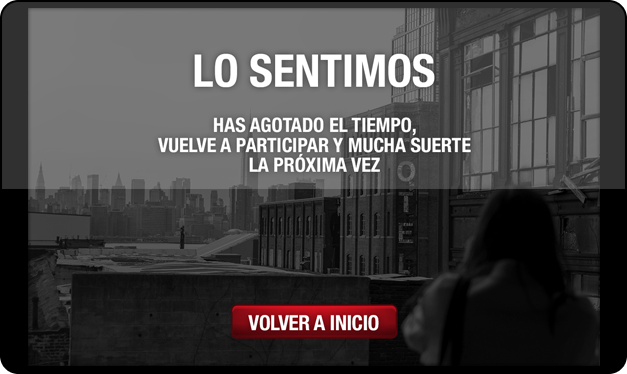 LO SENTIMOS
HAS AGOTADO EL TIEMPO,
VUELVE A PARTICIPAR Y MUCHA SUERTE
LA PRÓXIMA VEZ
VOLVER A INICIO